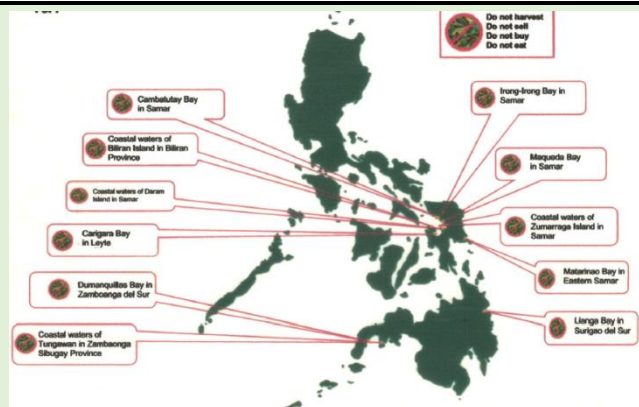 Do not harvest
Do not sell
Do not buy
Do not eat
Cambatutay Bay
in Samar
Irong-Irong Bay in
Samar
Coastal waters of
Biliran Island in Biliran
Province
Maqueda Bay
in Samar
Coastal waters of Daram
Island in Samar
Coastal waters of
Zumarraga Island in
Samar
Carigara Bay
in Leyte
Matarinao Bay in
Eastern Samar
Dumanquillas Bay in
Zamboanga del Sur
Lianga Bay in
Surigao del Sur
Coastal waters of
Tungawan in Zambaonga
Sibugay Province